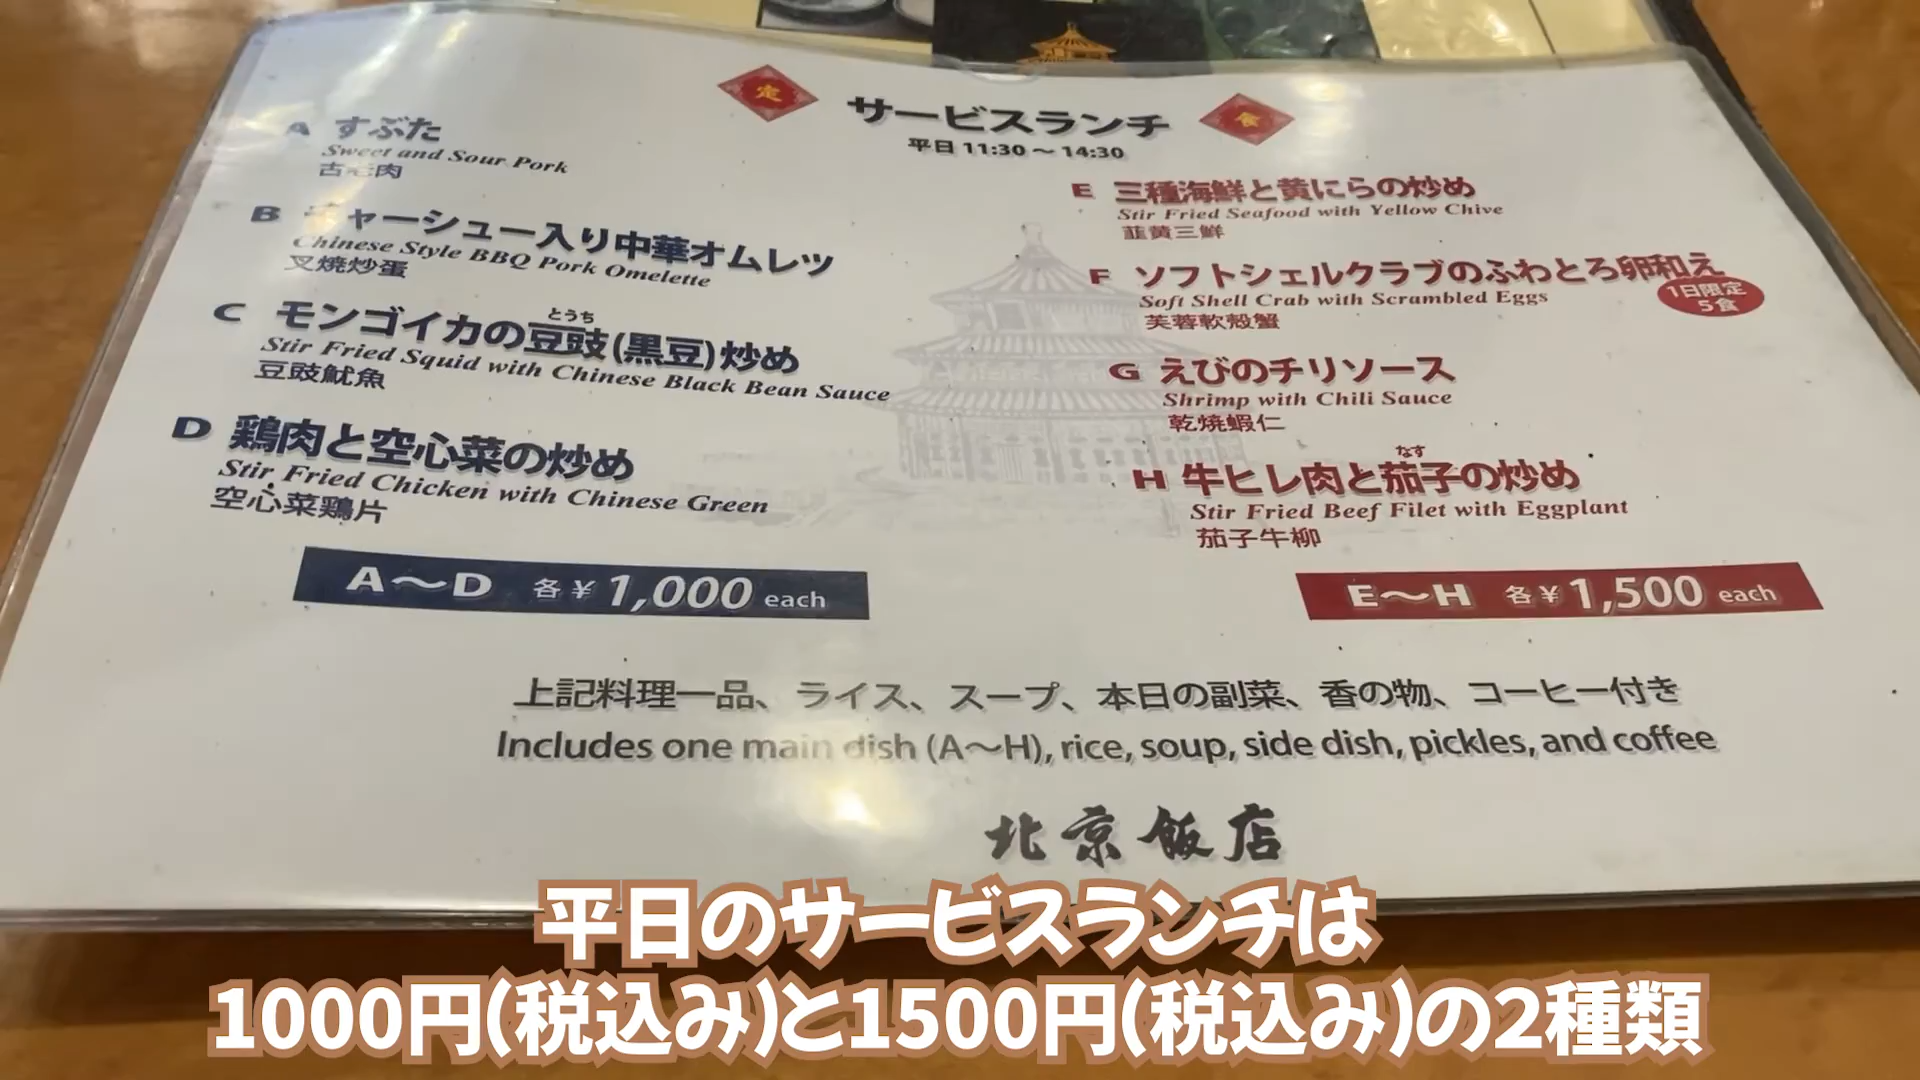 定 サービスランチ 食
平日 11:30 ～ 14:30
A すぶた
Sweet and Sour Pork
古老肉
B チャーシュー入り中華オムレツ
Chinese Style BBQ Pork Omelette
叉焼炒蛋
とうち
C モンゴイカの豆豉(黒豆)炒め
Stir Fried Squid with Chinese Black Bean Sauce
豆豉魷魚
D 鶏肉と空心菜の炒め
Stir Fried Chicken with Chinese Green
空心菜鶏片
A～D 各¥1,000 each
E 三種海鮮と黄にらの炒め
Stir Fried Seafood with Yellow Chive
韮黄三鮮
F ソフトシェルクラブのふわとろ卵和え
Soft Shell Crab with Scrambled Eggs
1日限定
5食
芙蓉軟殻蟹
G えびのチリソース
Shrimp with Chili Sauce
乾焼蝦仁
なす
H 牛ヒレ肉と茄子の炒め
Stir Fried Beef Filet with Eggplant
茄子牛柳
E～H 各¥1,500 each
上記料理一品、ライス、スープ、本日の副菜、香の物、コーヒー付き
Includes one main dish (A～H), rice, soup, side dish, pickles, and coffee
北京飯店
平日のサービスランチは
1000円(税込み)と1500円(税込み)の2種類